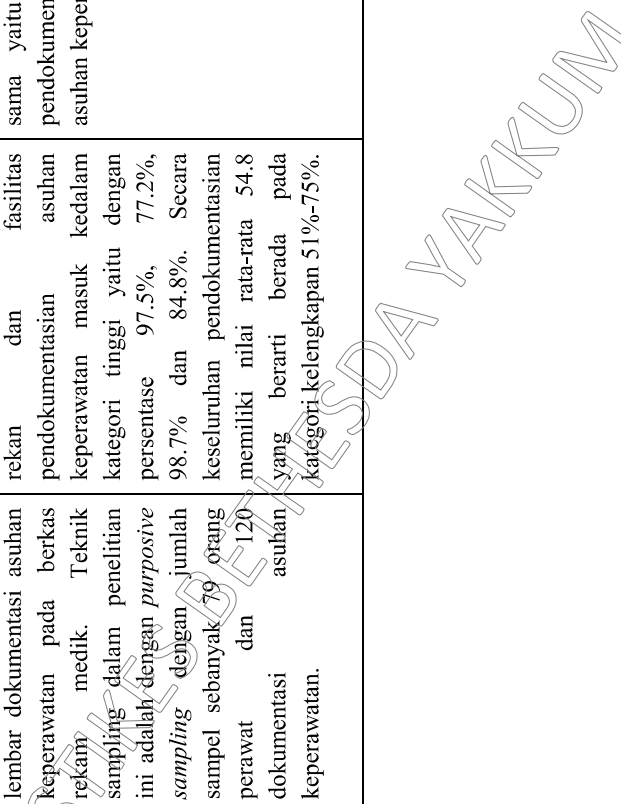 lembar dokumentasi asuhan
keperawatan pada berkas
rekam medik. Teknik
sampling dalam penelitian
ini adalah dengan purposive
sampling dengan jumlah
sampel sebanyak 79 orang
perawat dan 120
dokumentasi asuhan
keperawatan.
rekan dan fasilitas
pendokumentasian asuhan
keperawatan masuk kedalam
kategori tinggi yaitu dengan
persentase 97.5%, 77.2%,
98.7% dan 84.8%. Secara
keseluruhan pendokumentasian
memiliki nilai rata-rata 54.8
yang berarti berada pada
kategori kelengkapan 51%-75%.
sama yaitu
pendokumen
asuhan keper
STIKES BETHESDA YAKKUM